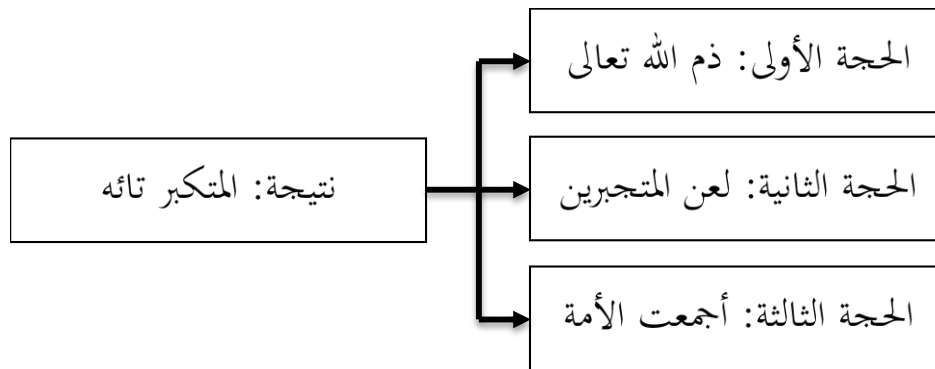 الحجة الأولى: ذم الله تعالى
الحجة الثانية: لعن المتجبرين
نتيجة: المتكبر تائه
الحجة الثالثة: أجمعت الأمة